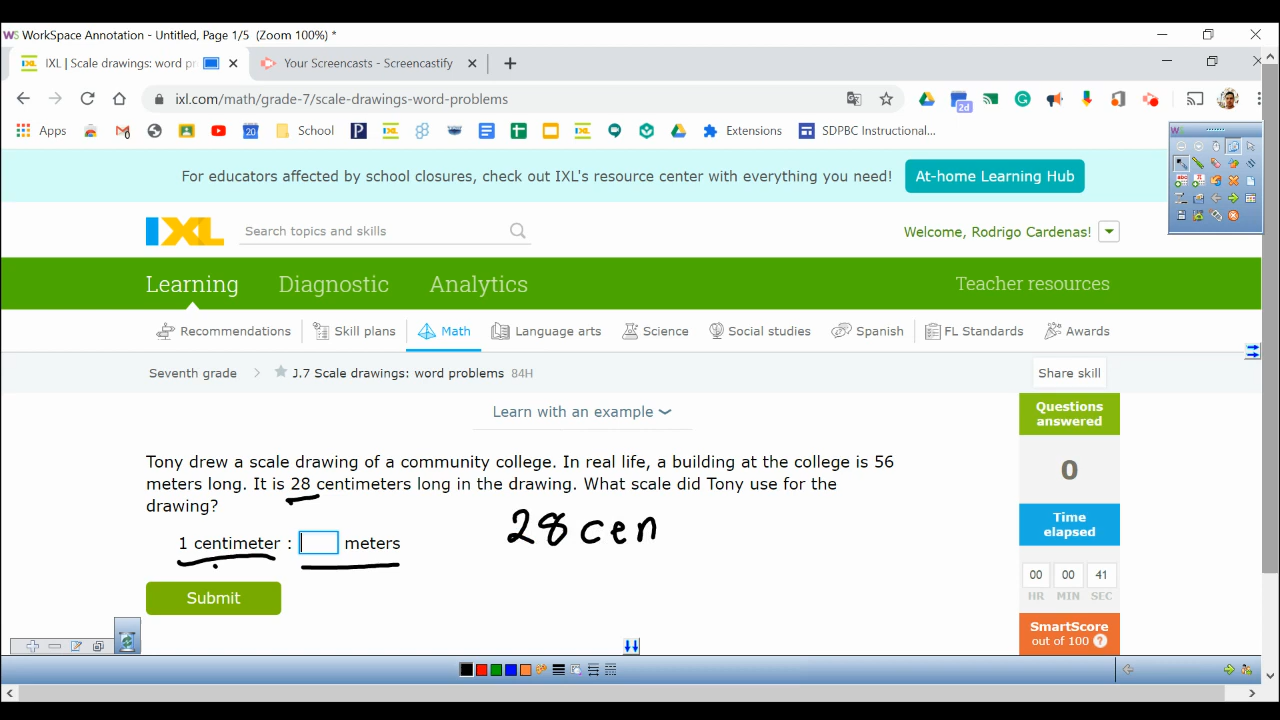 WS WorkSpace Annotation - Untitled, Page 1/5 (Zoom 100%) *
IXL | Scale drawings: word pr
Your Screencasts - Screencastify
ixl.com/math/grade-7/scale-drawings-word-problems
2d
Apps
20
School
P
IXL
IXL
Extensions
SDPBC Instructional...
WS
For educators affected by school closures, check out IXL's resource center with everything you need!
At-home Learning Hub
IXL
Search topics and skills
Welcome, Rodrigo Cardenas!
Learning
Diagnostic
Analytics
Teacher resources
Recommendations
Skill plans
Math
Language arts
Science
Social studies
Spanish
FL Standards
Awards
Seventh grade > J.7 Scale drawings: word problems 84H
Share skill
Learn with an example
Questions
answered
0
Tony drew a scale drawing of a community college. In real life, a building at the college is 56
meters long. It is 28 centimeters long in the drawing. What scale did Tony use for the
drawing?
28 cen
1 centimeter : meters
Submit
Time
elapsed
00 00 41
HR MIN SEC
SmartScore
out of 100 ?